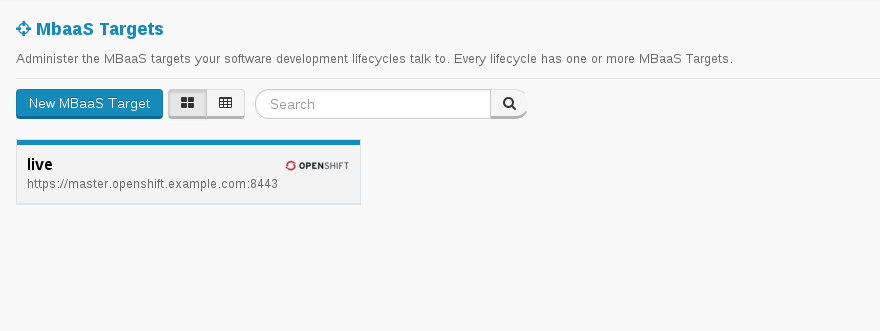 MbaaS Targets
Administer the MBaaS targets your software development lifecycles talk to. Every lifecycle has one or more MBaaS Targets.
New MBaaS Target
Search
live
OPENSHIFT
https://master.openshift.example.com:8443